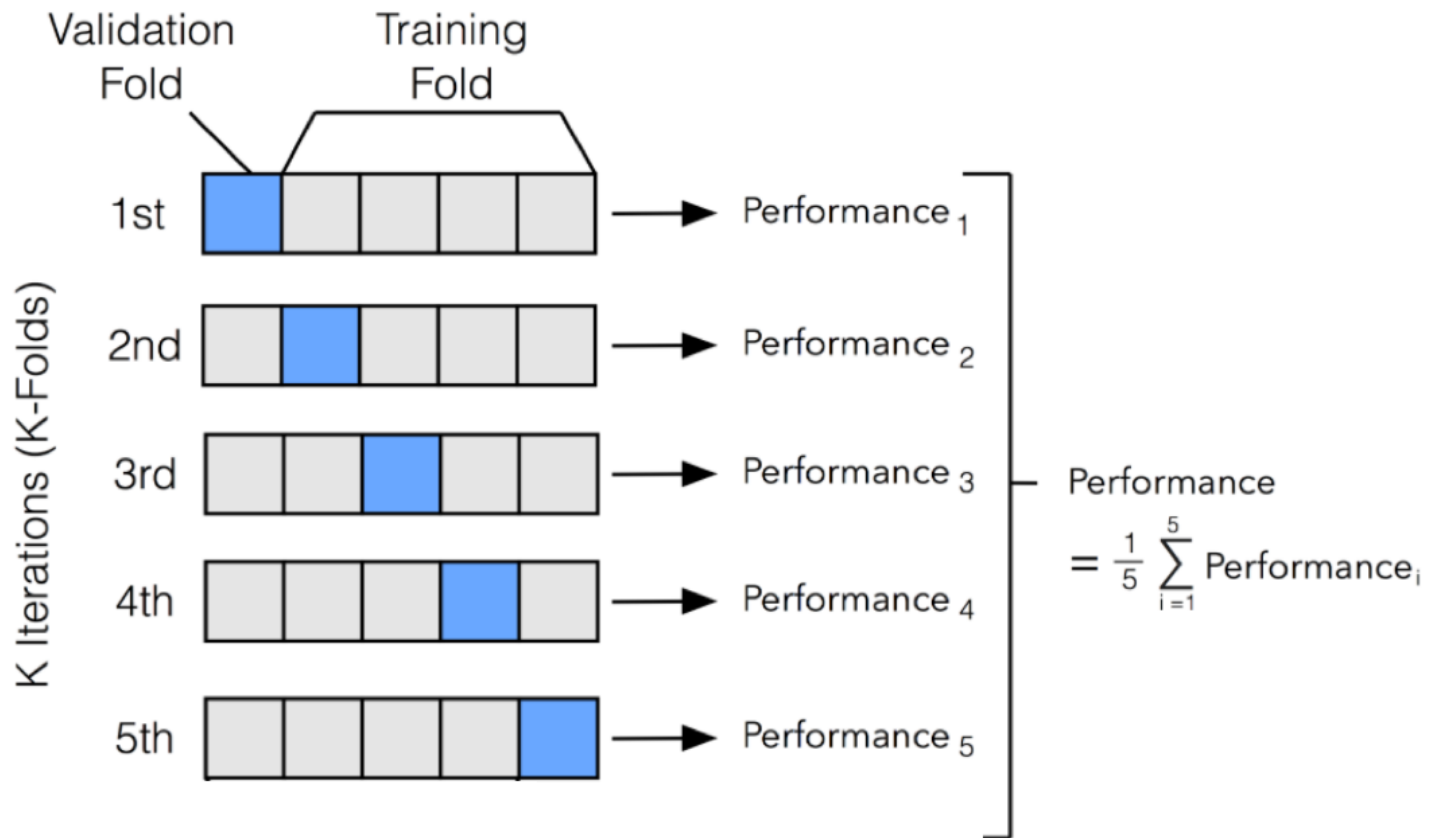 Validation
Fold
Training
Fold
K Iterations (K-Folds)
1st
Performance 1
2nd
Performance 2
3rd
Performance 3
4th
Performance 4
5th
Performance 5
Performance
= 1/5 5∑i=1 Performancei